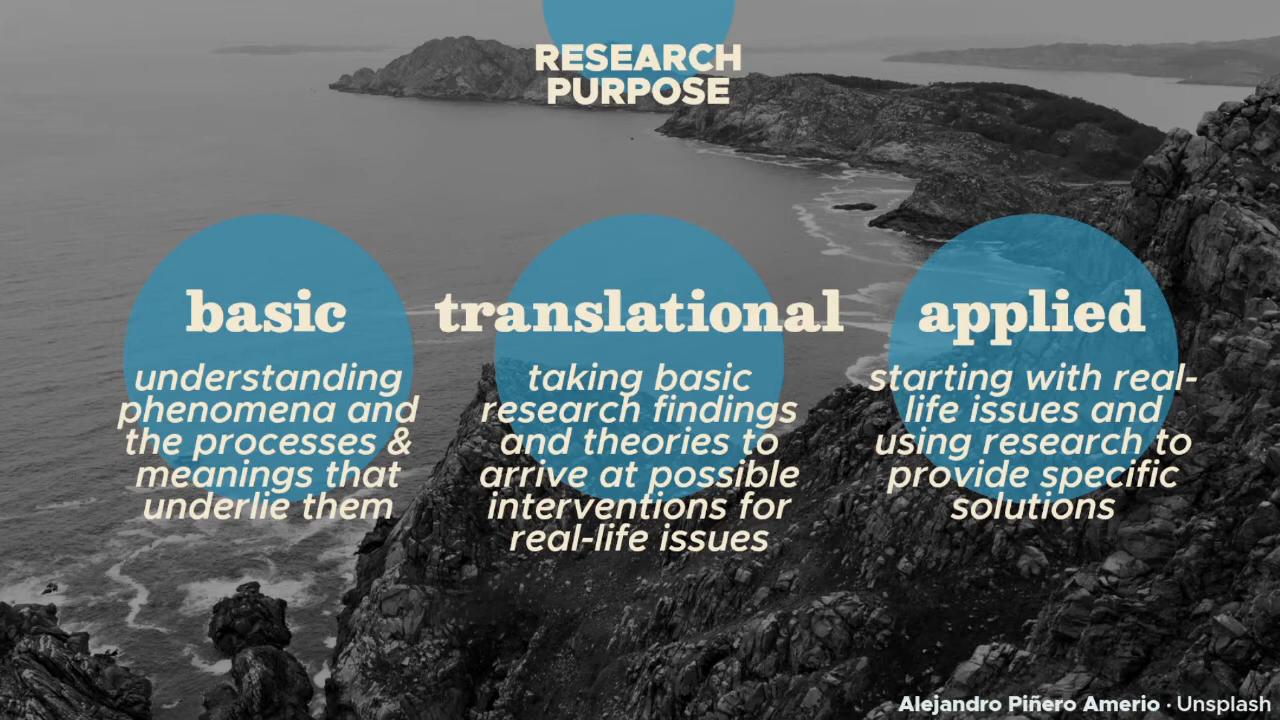 RESEARCH
PURPOSE
basic
understanding
phenomena and
the processes &
meanings that
underlie them
translational
taking basic
research findings
and theories to
arrive at possible
interventions for
real-life issues
applied
starting with real-
life issues and
using research to
provide specific
solutions
Alejandro Piñero Amerio · Unsplash